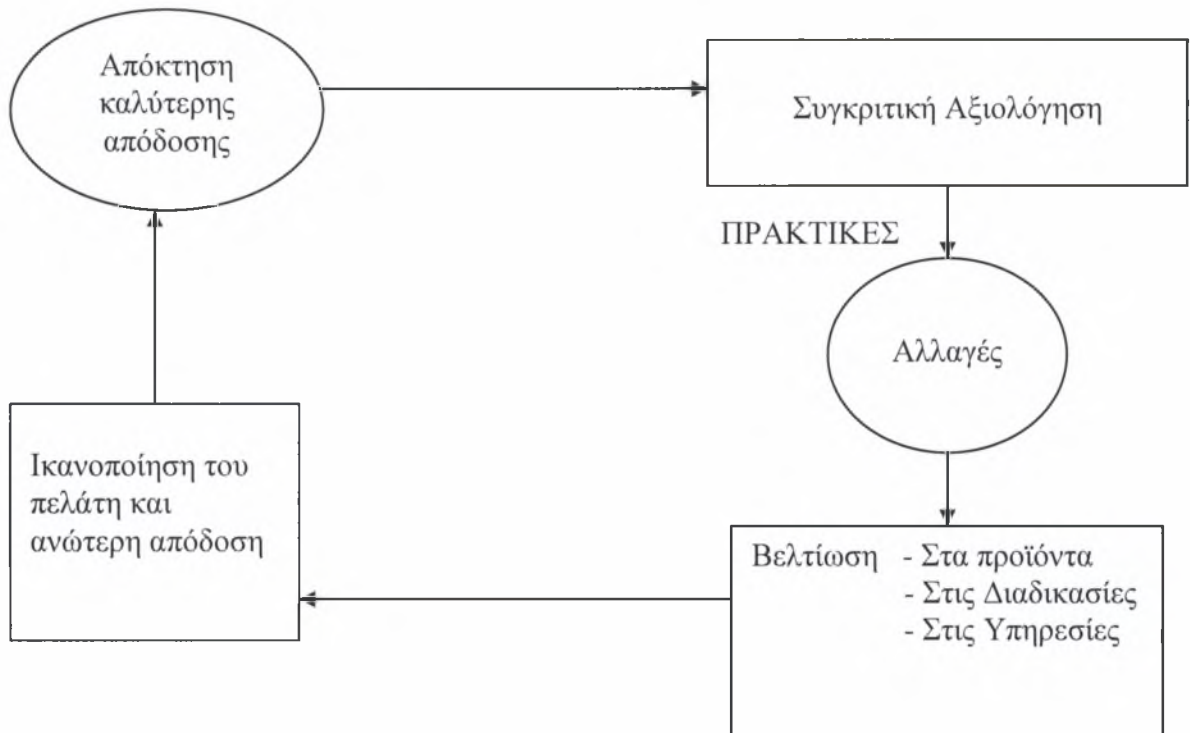 Απόκτηση
καλύτερης
απόδοσης
Συγκριτική Αξιολόγηση
ΠΡΑΚΤΙΚΕΣ
Αλλαγές
Ικανοποίηση του
πελάτη και
ανώτερη απόδοση
Βελτίωση - Στα προϊόντα
- Στις Διαδικασίες
- Στις Υπηρεσίες